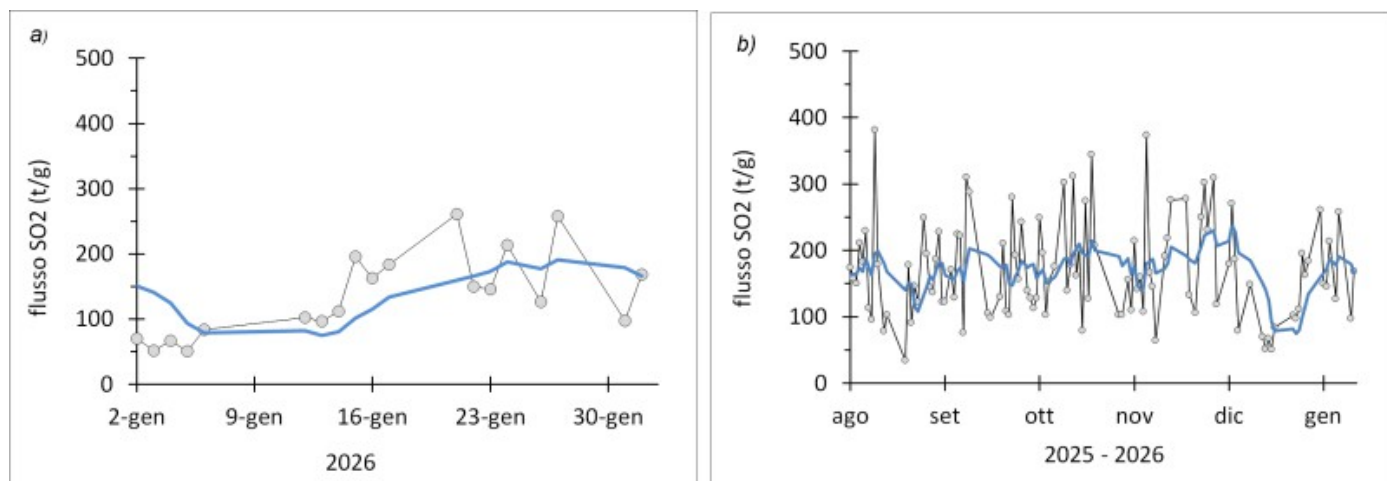 a)
500
400
300
200
100
0
flusso SO2 (t/g)
2-gen 9-gen 16-gen 23-gen 30-gen
2026
b)
500
400
300
200
100
0
flusso SO2 (t/g)
ago set ott nov dic gen
2025 - 2026